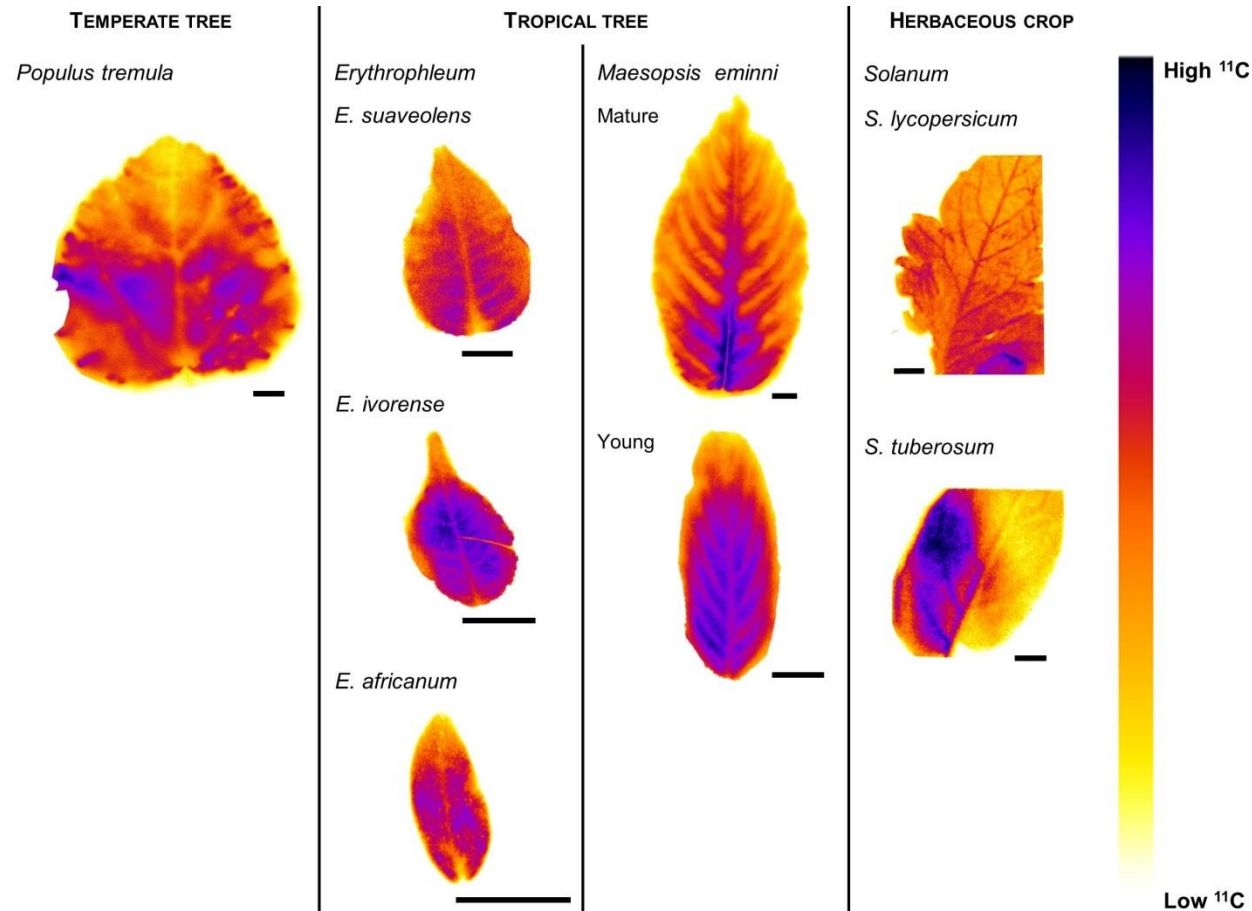 TEMPERATE TREE
TROPICAL TREE
HERBACEOUS CROP
Populus tremula
Erythrophleum
Maesopsis eminni
Solanum
High ¹¹C
E. suaveolens
Mature
S. lycopersicum
E. ivorense
Young
S. tuberosum
E. africanum
Low ¹¹C